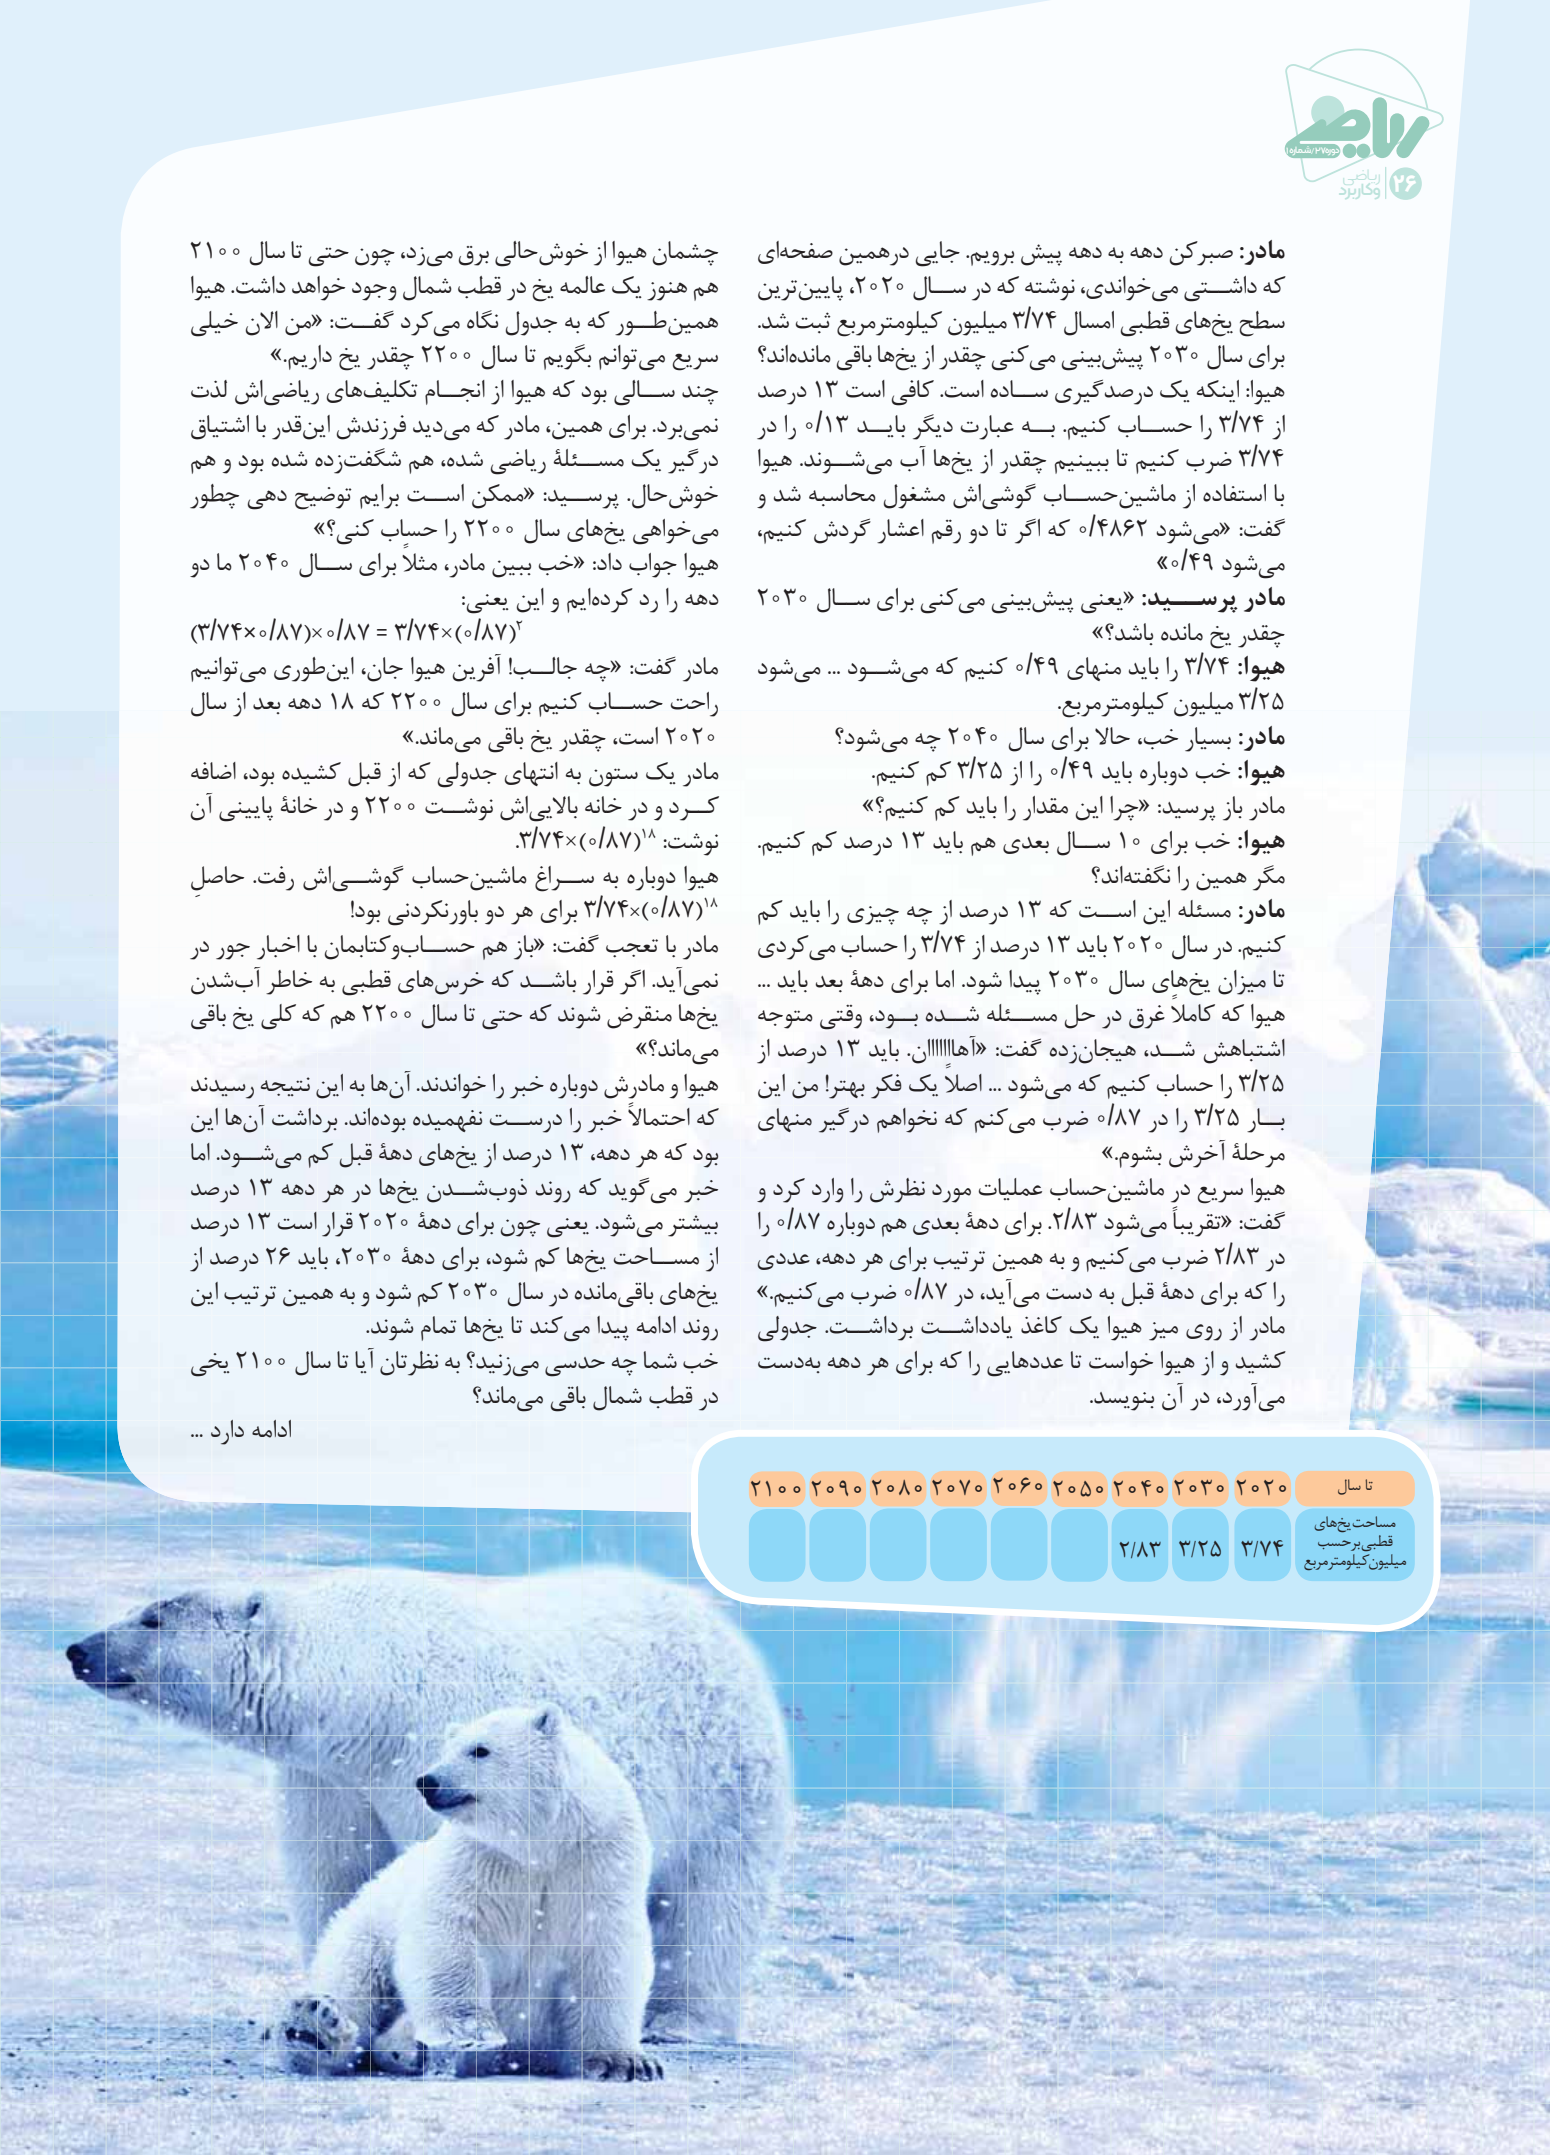 ریاضی
دوره ۲۷/شماره ۱
۲۶
ریاضی
وکاربرد
مادر: صبرکن دهه به دهه پیش برویم. جایی درهمین صفحه‌ای
که داشتی می‌خواندی، نوشته که در سال ۲۰۲۰، پایین‌ترین
سطح یخ‌های قطبی امسال ۳/۷۴ میلیون کیلومترمربع ثبت شد.
برای سال ۲۰۳۰ پیش‌بینی می‌کنی چقدر از یخ‌ها باقی مانده‌اند؟
هیوا: اینکه یک درصدگیری ساده است. کافی است ۱۳ درصد
از ۳/۷۴ را حساب کنیم. به عبارت دیگر باید ۰/۱۳ را در
۳/۷۴ ضرب کنیم تا ببینیم چقدر از یخ‌ها آب می‌شوند. هیوا
با استفاده از ماشین‌حساب گوشی‌اش مشغول محاسبه شد و
گفت: «می‌شود ۰/۴۸۶۲ که اگر تا دو رقم اعشار گردش کنیم،
می‌شود ۰/۴۹»
مادر پرسید: «یعنی پیش‌بینی می‌کنی برای سال ۲۰۳۰
چقدر یخ مانده باشد؟»
هیوا: ۳/۷۴ را باید منهای ۰/۴۹ کنیم که می‌شود ... می‌شود
۳/۲۵ میلیون کیلومترمربع.
مادر: بسیار خب، حالا برای سال ۲۰۴۰ چه می‌شود؟
هیوا: خب دوباره باید ۰/۴۹ را از ۳/۲۵ کم کنیم.
مادر باز پرسید: «چرا این مقدار را باید کم کنیم؟»
هیوا: خب برای ۱۰ سال بعدی هم باید ۱۳ درصد کم کنیم.
مگر همین را نگفته‌اند؟
مادر: مسئله این است که ۱۳ درصد از چه چیزی را باید کم
کنیم. در سال ۲۰۲۰ باید ۱۳ درصد از ۳/۷۴ را حساب می‌کردی
تا میزان یخ‌های سال ۲۰۳۰ پیدا شود. اما برای دههٔ بعد باید ...
هیوا که کاملاً غرق در حل مسئله شده بود، وقتی متوجه
اشتباهش شد، هیجان‌زده گفت: «آهااااااان. باید ۱۳ درصد از
۳/۲۵ را حساب کنیم که می‌شود ... اصلاً یک فکر بهتر! من این
بار ۳/۲۵ را در ۰/۸۷ ضرب می‌کنم که نخواهم درگیر منهای
مرحلهٔ آخرش بشوم.»
هیوا سریع در ماشین‌حساب عملیات مورد نظرش را وارد کرد و
گفت: «تقریباً می‌شود ۲/۸۳. برای دههٔ بعدی هم دوباره ۰/۸۷ را
در ۲/۸۳ ضرب می‌کنیم و به همین ترتیب برای هر دهه، عددی
را که برای دههٔ قبل به دست می‌آید، در ۰/۸۷ ضرب می‌کنیم.»
مادر از روی میز هیوا یک کاغذ یادداشت برداشت. جدولی
کشید و از هیوا خواست تا عددهایی را که برای هر دهه به‌دست
می‌آورد، در آن بنویسد.
چشمان هیوا از خوش‌حالی برق می‌زد، چون حتی تا سال ۲۱۰۰
هم هنوز یک عالمه یخ در قطب شمال وجود خواهد داشت. هیوا
همین‌طور که به جدول نگاه می‌کرد گفت: «من الان خیلی
سریع می‌توانم بگویم تا سال ۲۲۰۰ چقدر یخ داریم.»
چند سالی بود که هیوا از انجام تکلیف‌های ریاضی‌اش لذت
نمی‌برد. برای همین، مادر که می‌دید فرزندش این‌قدر با اشتیاق
درگیر یک مسئلهٔ ریاضی شده، هم شگفت‌زده شده بود و هم
خوش‌حال. پرسید: «ممکن است برایم توضیح دهی چطور
می‌خواهی یخ‌های سال ۲۲۰۰ را حساب کنی؟»
هیوا جواب داد: «خب ببین مادر، مثلاً برای سال ۲۰۴۰ ما دو
دهه را رد کرده‌ایم و این یعنی:
(۳/۷۴×۰/۸۷)×۰/۸۷ = ۳/۷۴×(۰/۸۷)^۲
مادر گفت: «چه جالب! آفرین هیوا جان، این‌طوری می‌توانیم
راحت حساب کنیم برای سال ۲۲۰۰ که ۱۸ دهه بعد از سال
۲۰۲۰ است، چقدر یخ باقی می‌ماند.»
مادر یک ستون به انتهای جدولی که از قبل کشیده بود، اضافه
کرد و در خانه بالایی‌اش نوشت ۲۲۰۰ و در خانهٔ پایینی آن
نوشت: ۳/۷۴×(۰/۸۷)^۱۸.
هیوا دوباره به سراغ ماشین‌حساب گوشی‌اش رفت. حاصلِ
۳/۷۴×(۰/۸۷)^۱۸ برای هر دو باورنکردنی بود!
مادر با تعجب گفت: «باز هم حساب‌وکتابمان با اخبار جور در
نمی‌آید. اگر قرار باشد که خرس‌های قطبی به خاطر آب‌شدن
یخ‌ها منقرض شوند که حتی تا سال ۲۲۰۰ هم که کلی یخ باقی
می‌ماند؟»
هیوا و مادرش دوباره خبر را خواندند. آن‌ها به این نتیجه رسیدند
که احتمالاً خبر را درست نفهمیده بوده‌اند. برداشت آن‌ها این
بود که هر دهه، ۱۳ درصد از یخ‌های دههٔ قبل کم می‌شود. اما
خبر می‌گوید که روند ذوب‌شدن یخ‌ها در هر دهه ۱۳ درصد
بیشتر می‌شود. یعنی چون برای دههٔ ۲۰۲۰ قرار است ۱۳ درصد
از مساحت یخ‌ها کم شود، برای دههٔ ۲۰۳۰، باید ۲۶ درصد از
یخ‌های باقی‌مانده در سال ۲۰۳۰ کم شود و به همین ترتیب این
روند ادامه پیدا می‌کند تا یخ‌ها تمام شوند.
خب شما چه حدسی می‌زنید؟ به نظرتان آیا تا سال ۲۱۰۰ یخی
در قطب شمال باقی می‌ماند؟
ادامه دارد ...
تا سال ۲۰۲۰ ۲۰۳۰ ۲۰۴۰ ۲۰۵۰ ۲۰۶۰ ۲۰۷۰ ۲۰۸۰ ۲۰۹۰ ۲۱۰۰
مساحت یخ‌های
قطبی برحسب
میلیون کیلومترمربع
۳/۷۴ ۳/۲۵ ۲/۸۳